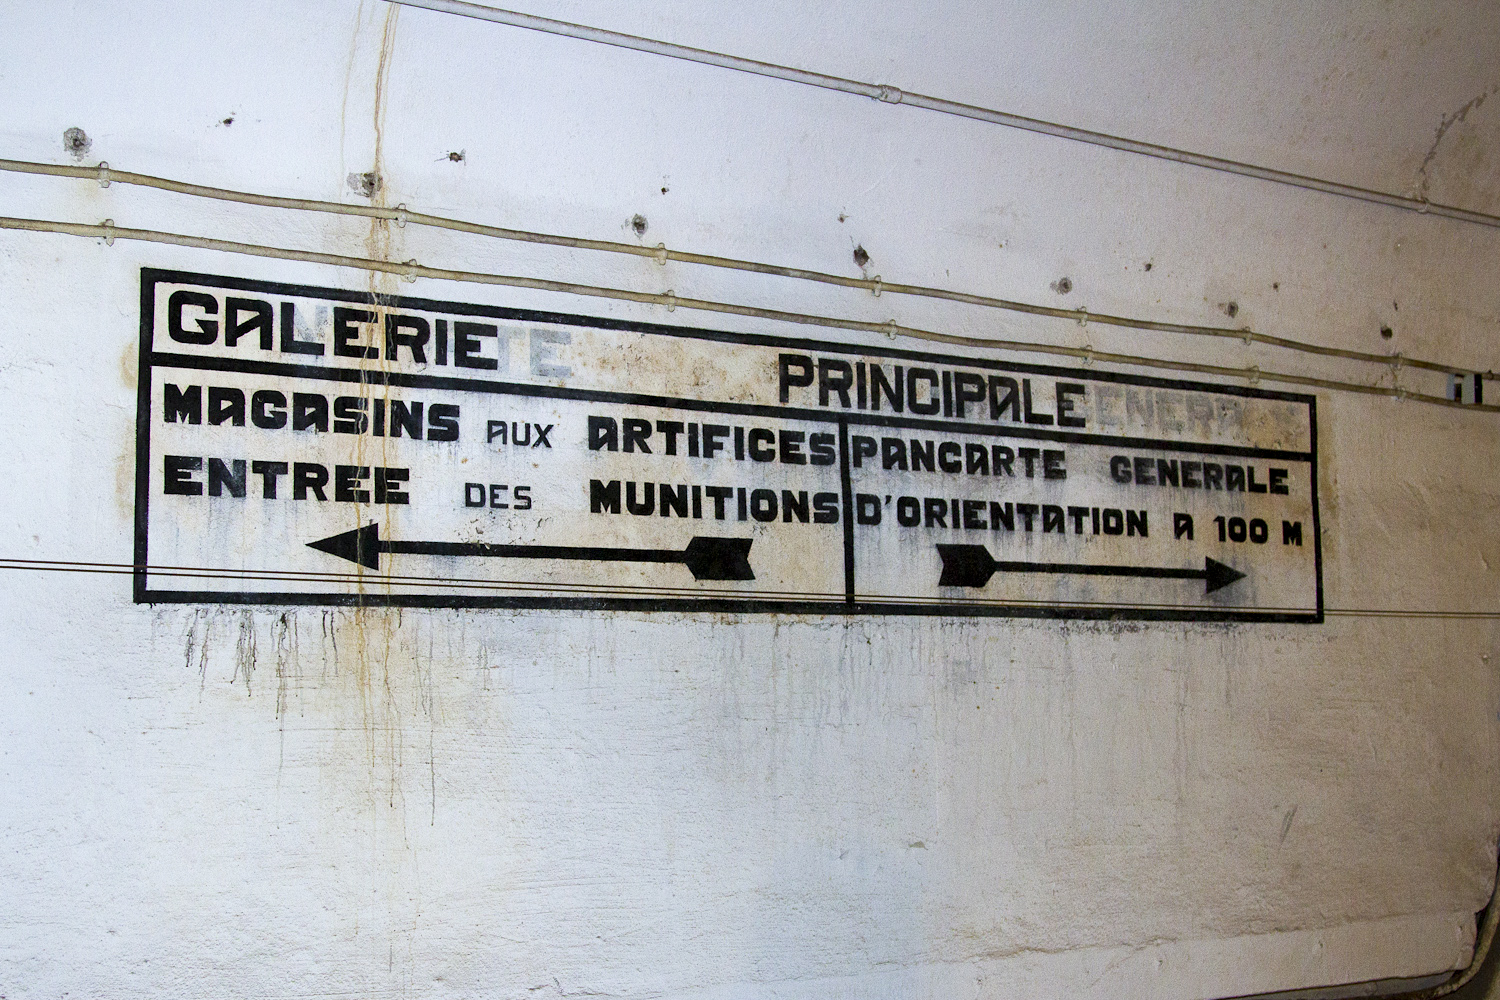 GALERIE PRINCIPALE
MAGASINS AUX ARTIFICES
ENTREE DES MUNITIONS
PANCARTE GENERALE
D'ORIENTATION A 100 M